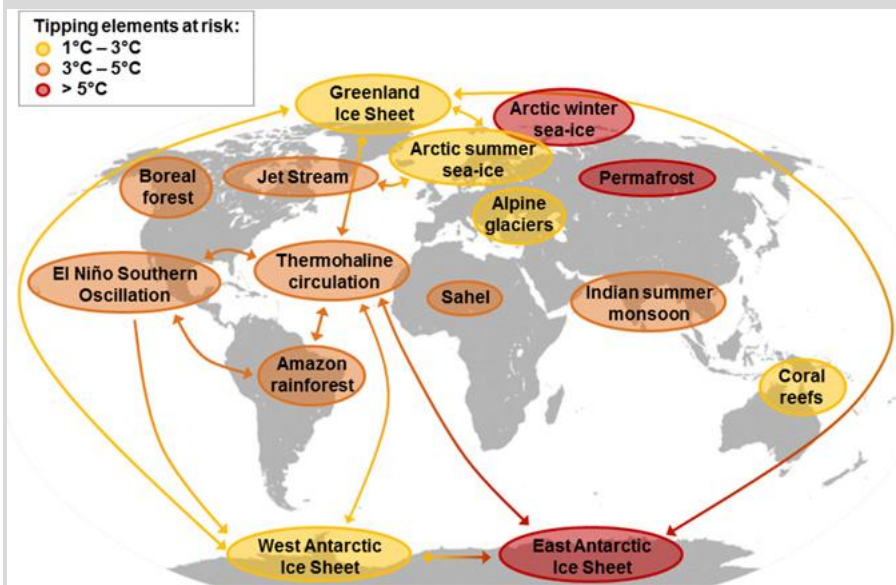 Tipping elements at risk:
1°C – 3°C
3°C – 5°C
> 5°C
Greenland
Ice Sheet
Arctic winter
sea-ice
Arctic summer
sea-ice
Boreal
forest
Jet Stream
Permafrost
Alpine
glaciers
El Niño Southern
Oscillation
Thermohaline
circulation
Sahel
Indian summer
monsoon
Amazon
rainforest
Coral
reefs
West Antarctic
Ice Sheet
East Antarctic
Ice Sheet